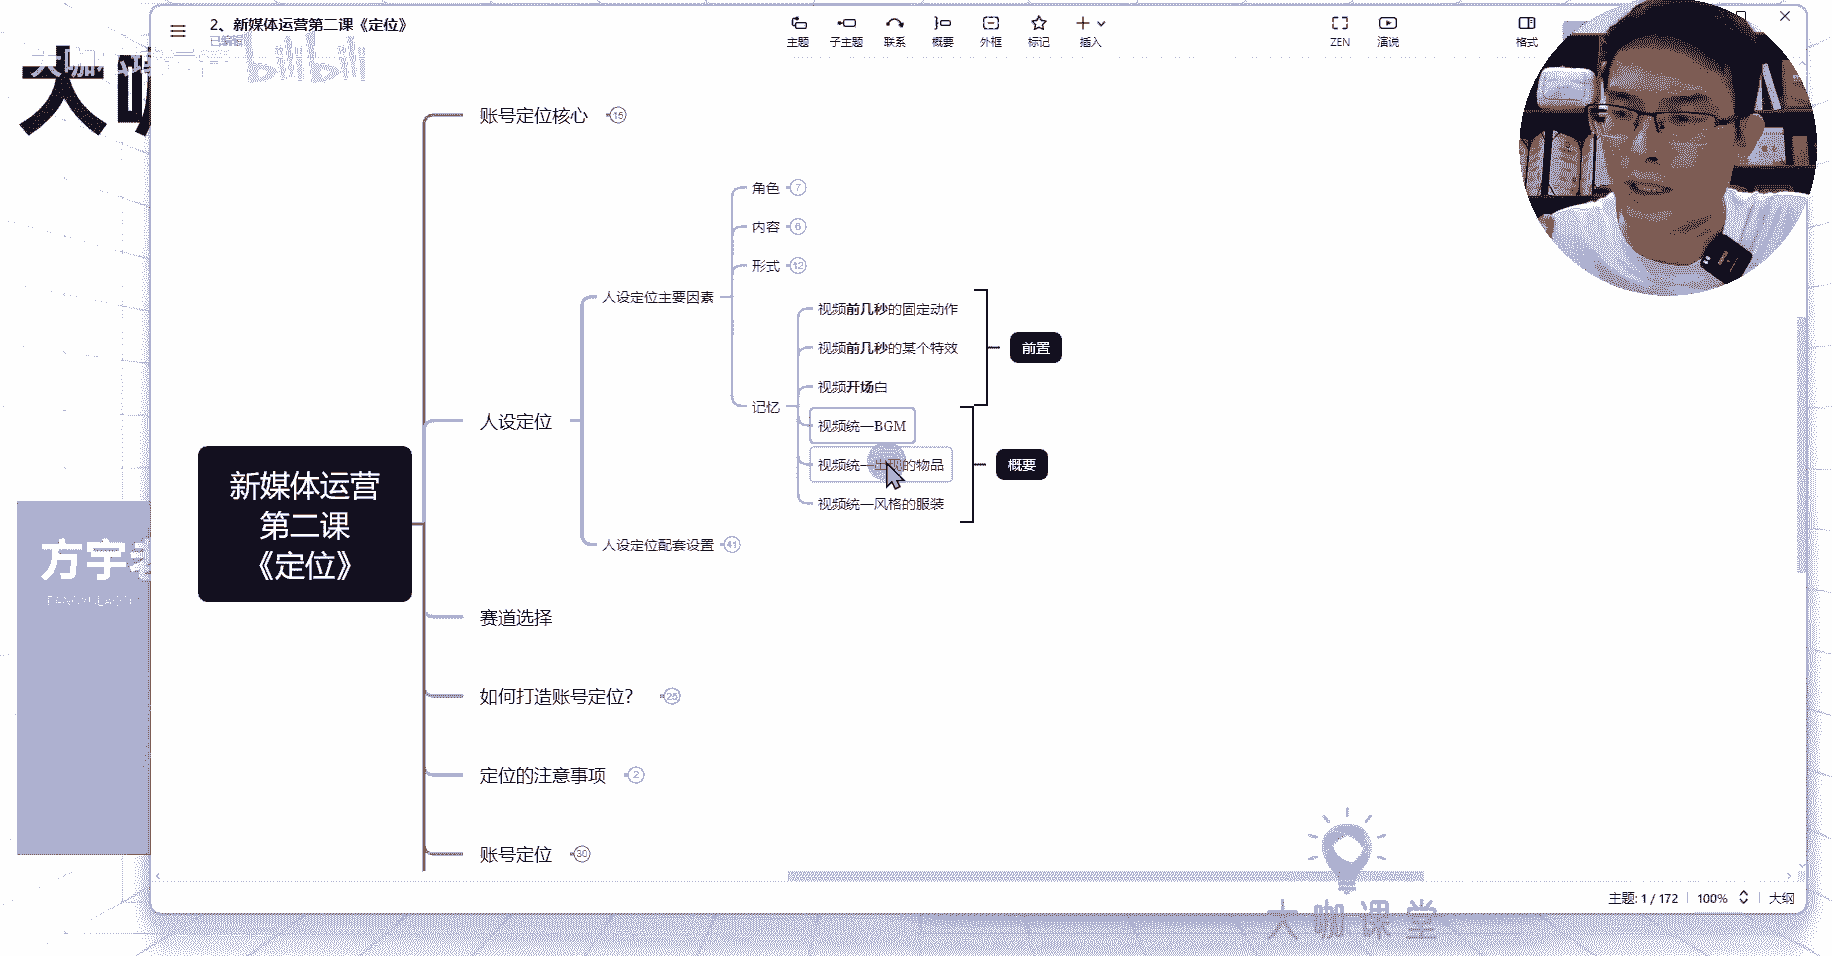 2、新媒体运营第二课《定位》
已编辑
主题
子主题
联系
概要
外框
标记
插入
ZEN
演说
格式
bilibili
大咖
方宇老
账号定位核心
15
角色
7
内容
6
形式
12
人设定位主要因素
视频前几秒的固定动作
视频前几秒的某个特效
前置
视频开场白
记忆
人设定位
视频统一BGM
视频统一出现的物品
概要
视频统一风格的服装
新媒体运营
第二课
《定位》
人设定位配套设置
41
赛道选择
如何打造账号定位?
25
定位的注意事项
2
账号定位
30
主题: 1 / 172
100%
大纲
大咖课堂